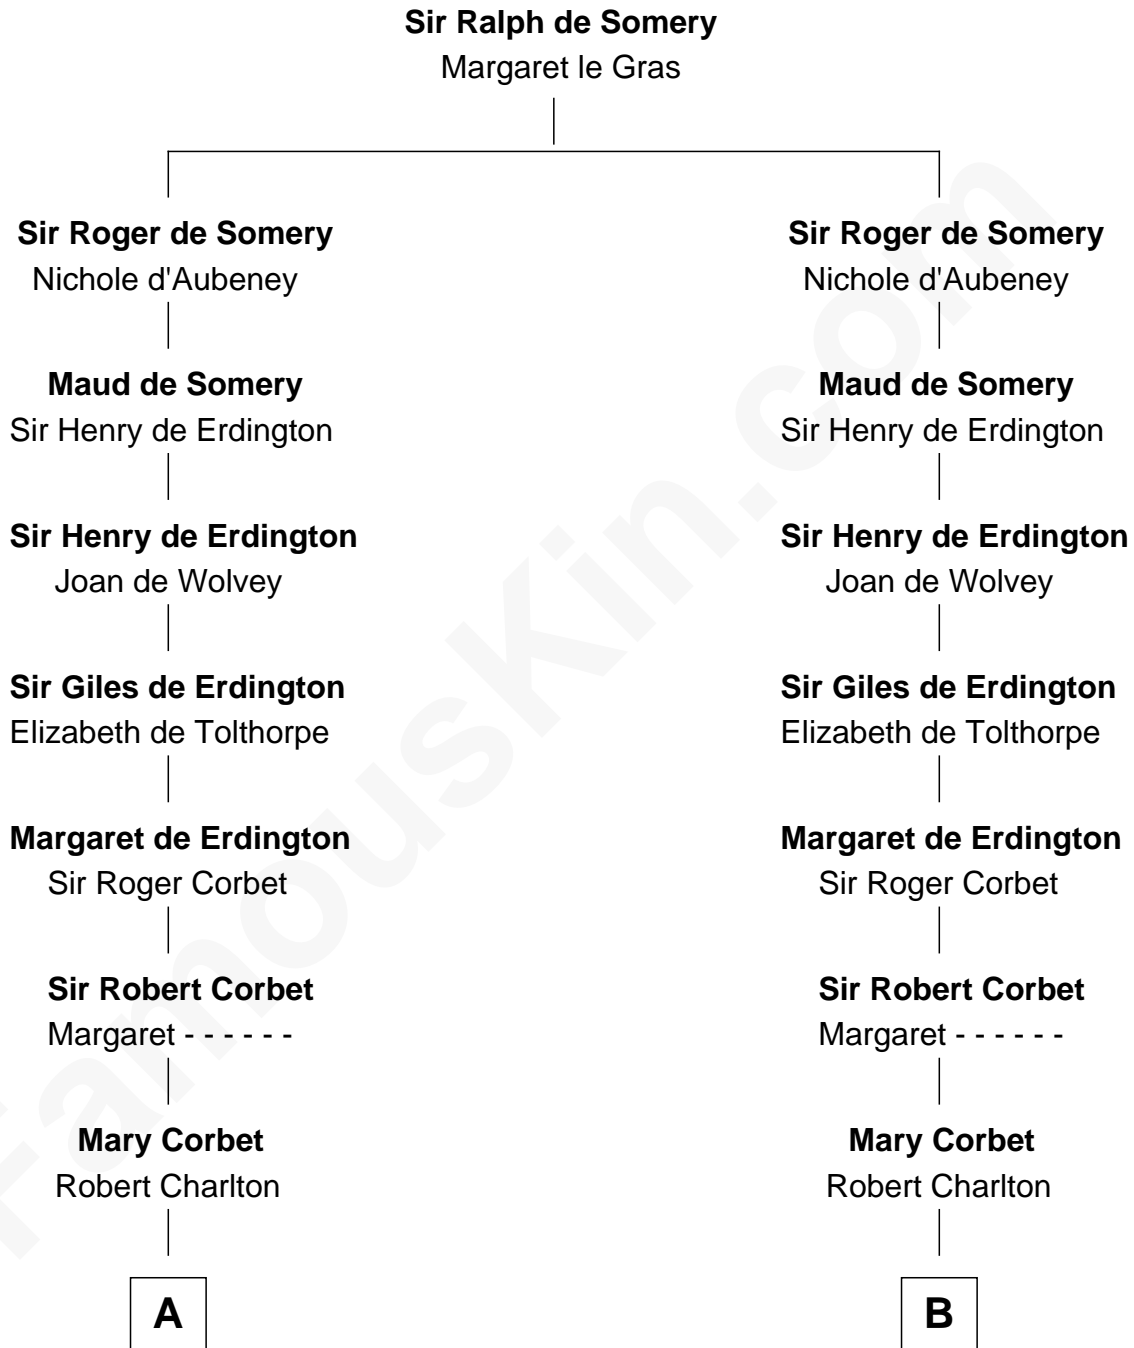 Sir Ralph de Somery
Margaret le Gras
Sir Roger de Somery
Nichole d'Aubeney
Maud de Somery
Sir Henry de Erdington
Sir Henry de Erdington
Joan de Wolvey
Sir Giles de Erdington
Elizabeth de Tolthorpe
Margaret de Erdington
Sir Roger Corbet
Sir Robert Corbet
Margaret - - - - - -
Mary Corbet
Robert Charlton
A
Sir Roger de Somery
Nichole d'Aubeney
Maud de Somery
Sir Henry de Erdington
Sir Henry de Erdington
Joan de Wolvey
Sir Giles de Erdington
Elizabeth de Tolthorpe
Margaret de Erdington
Sir Roger Corbet
Sir Robert Corbet
Margaret - - - - - -
Mary Corbet
Robert Charlton
B
FamousKin.com